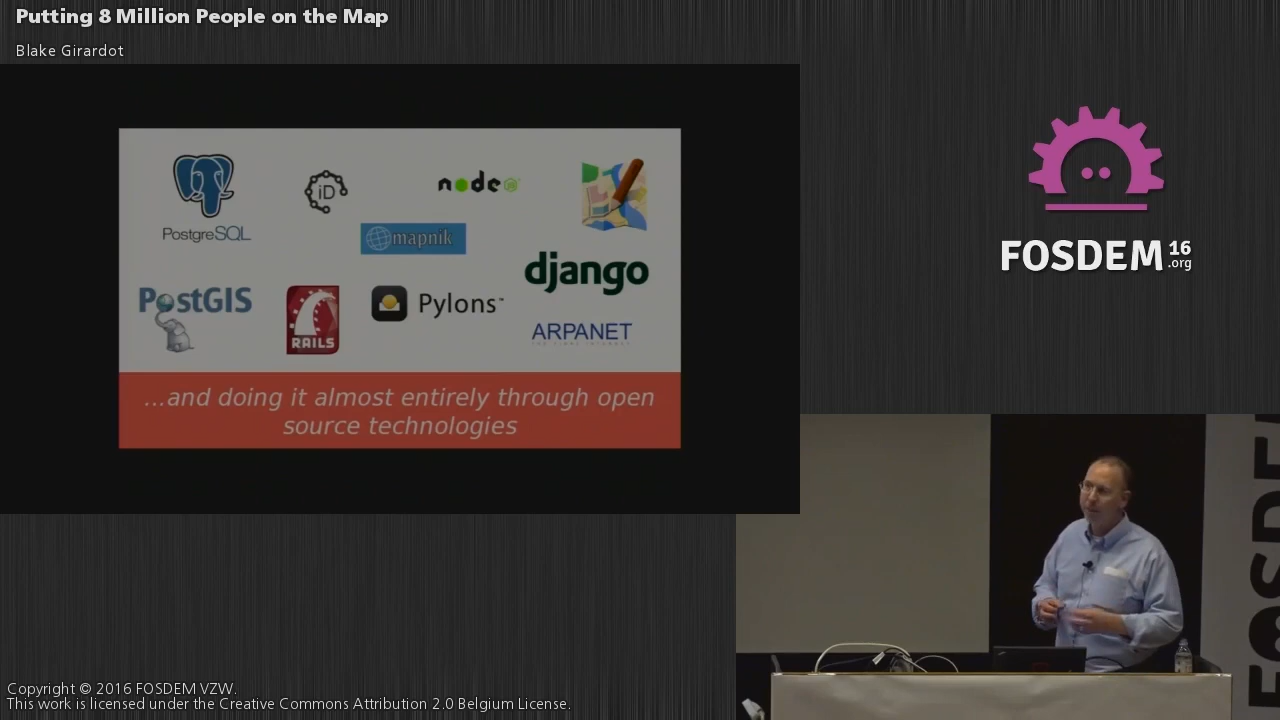 Putting 8 Million People on the Map
Blake Girardot
PostgreSQL
iD
node
mapnik
django
PostGIS
RAILS
Pylons™
ARPANET
...and doing it almost entirely through open
source technologies
FOSDEM 16
.org
FOSDEM
Copyright © 2016 FOSDEM VZW.
This work is licensed under the Creative Commons Attribution 2.0 Belgium License.